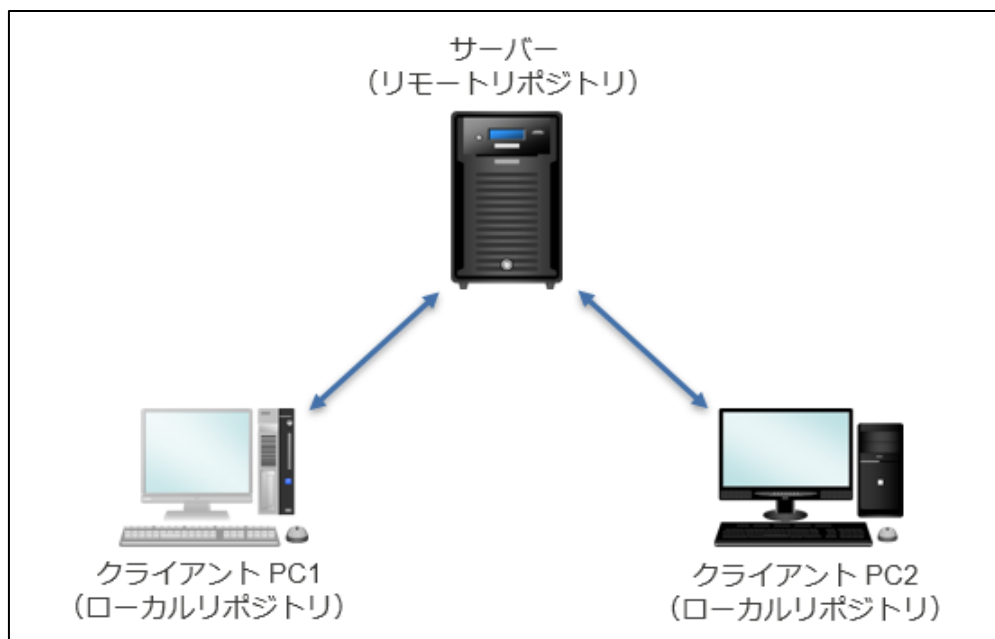 サーバー
（リモートリポジトリ）
クライアント PC1
（ローカルリポジトリ）
クライアント PC2
（ローカルリポジトリ）